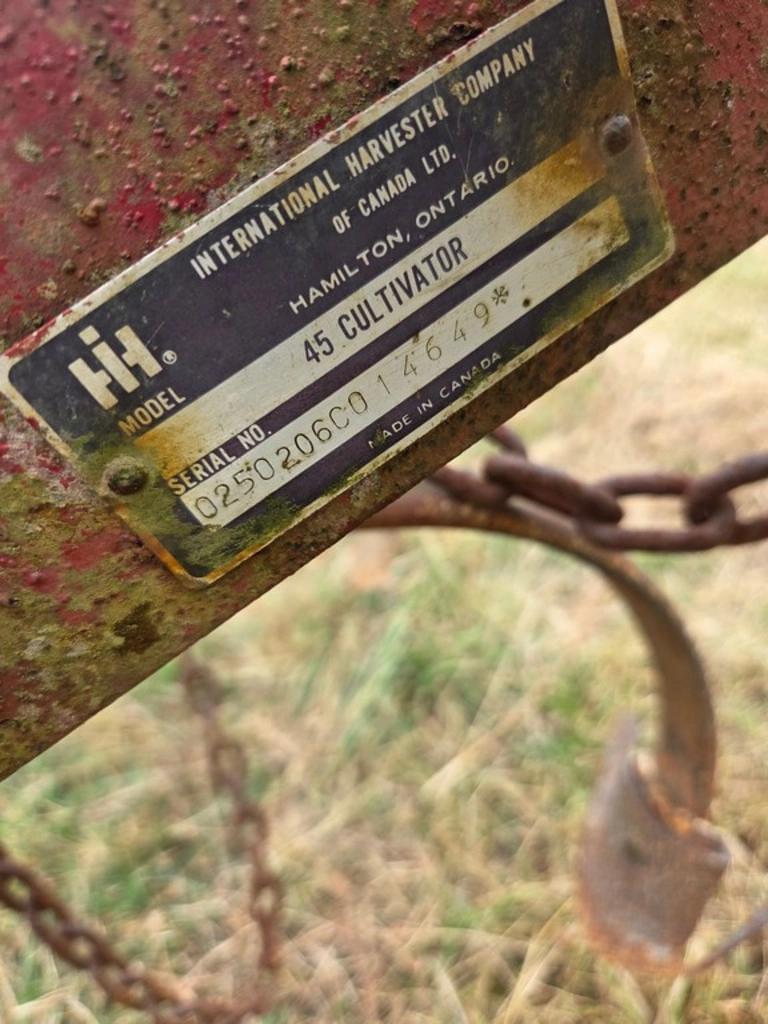 INTERNATIONAL HARVESTER COMPANY
OF CANADA LTD.
HAMILTON, ONTARIO.
IH®
MODEL 45 CULTIVATOR
SERIAL NO. 0250206C014649*
MADE IN CANADA